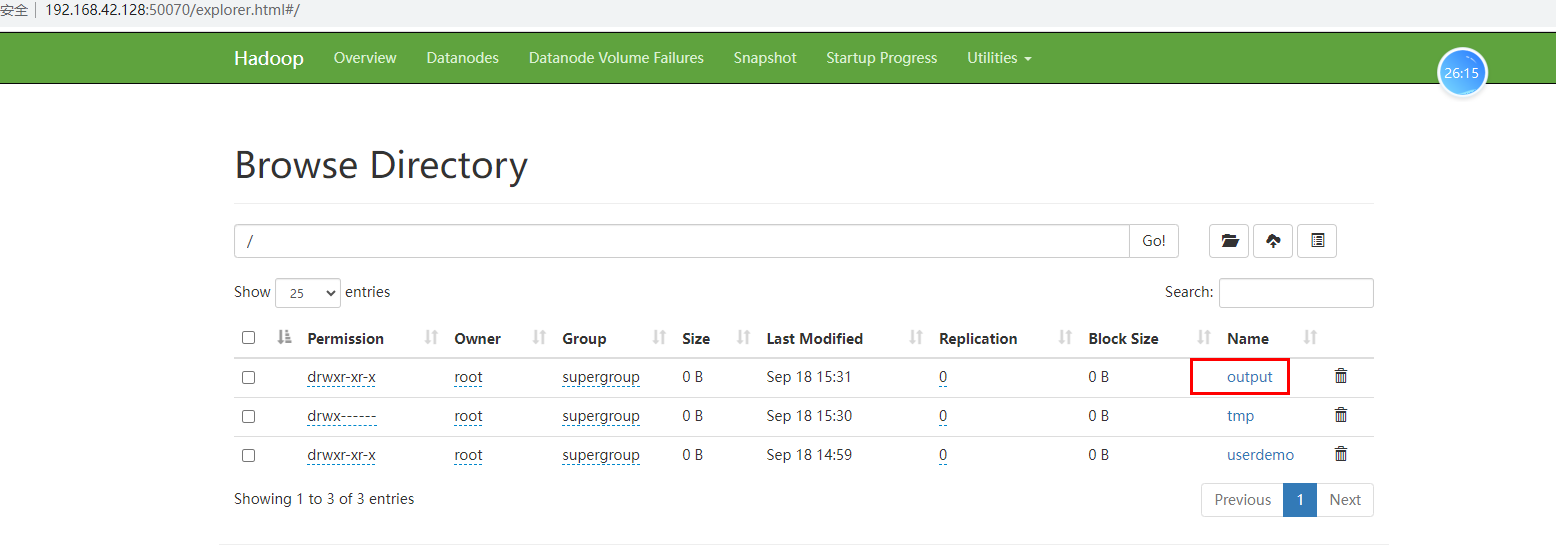 安全 | 192.168.42.128:50070/explorer.html#/
Hadoop Overview Datanodes Datanode Volume Failures Snapshot Startup Progress Utilities
26:15
Browse Directory
/ Go!
Show 25 entries Search:
Permission Owner Group Size Last Modified Replication Block Size Name
drwxr-xr-x root supergroup 0 B Sep 18 15:31 0 0 B output
drwx------ root supergroup 0 B Sep 18 15:30 0 0 B tmp
drwxr-xr-x root supergroup 0 B Sep 18 14:59 0 0 B userdemo
Showing 1 to 3 of 3 entries Previous 1 Next